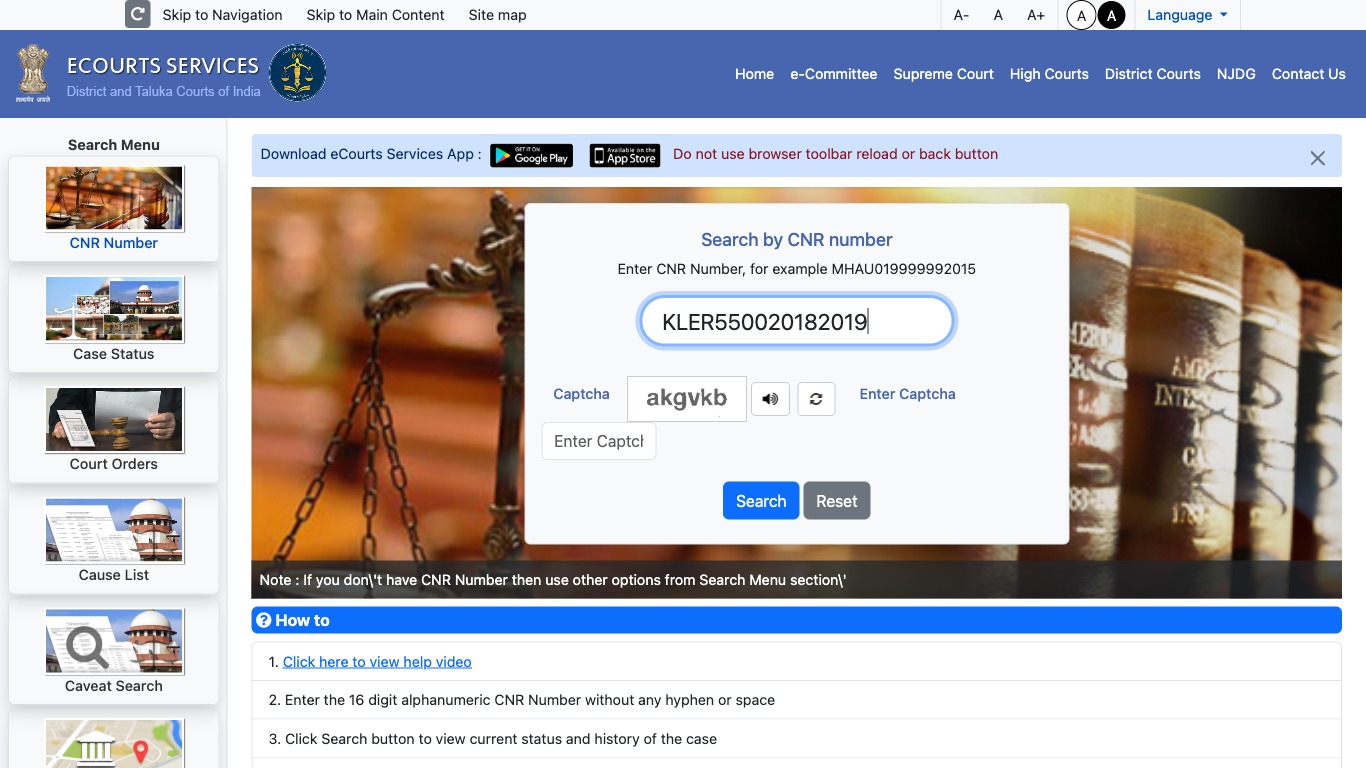 Skip to Navigation Skip to Main Content Site map A- A A+ A A Language
ECOURTS SERVICES
District and Taluka Courts of India
सत्यमेव जयते
Home e-Committee Supreme Court High Courts District Courts NJDG Contact Us
Search Menu
CNR Number
Case Status
Court Orders
Cause List
Caveat Search
Download eCourts Services App : GET IT ON Google Play Available on the App Store Do not use browser toolbar reload or back button
Search by CNR number
Enter CNR Number, for example MHAU019999992015
KLER550020182019
Captcha akgvkb Enter Captcha
Enter Captch
Search Reset
Note : If you don\'t have CNR Number then use other options from Search Menu section\'
How to
1. Click here to view help video
2. Enter the 16 digit alphanumeric CNR Number without any hyphen or space
3. Click Search button to view current status and history of the case